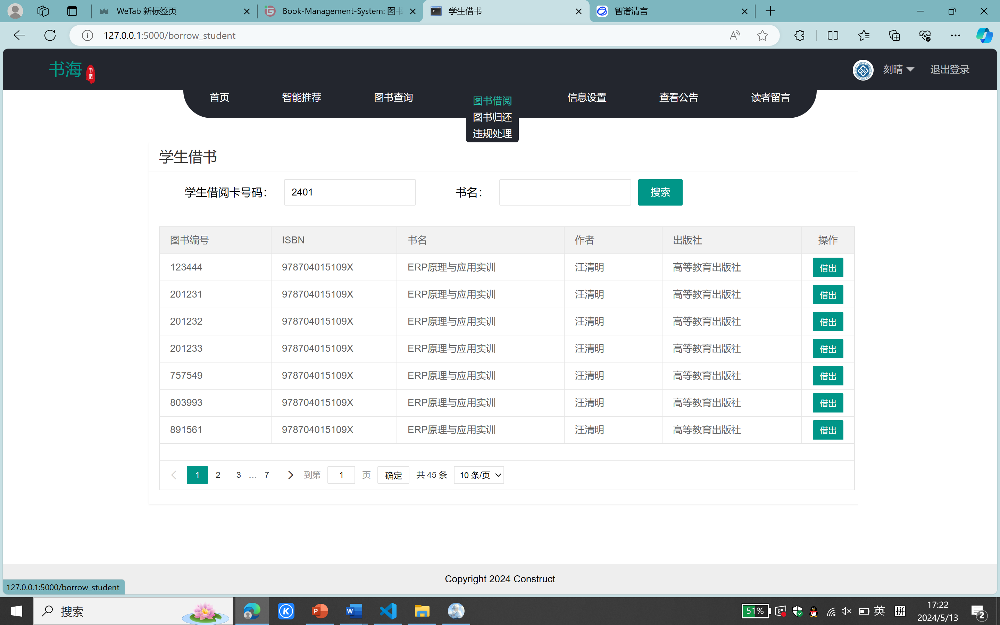 WeTab 新标签页
Book-Management-System: 图书
学生借书
智谱清言
127.0.0.1:5000/borrow_student
书海 书海
刻晴 退出登录
首页 智能推荐 图书查询 图书借阅 信息设置 查看公告 读者留言
图书归还
违规处理
学生借书
学生借阅卡号码： 2401 书名： 搜索
图书编号 ISBN 书名 作者 出版社 操作
123444 978704015109X ERP原理与应用实训 汪清明 高等教育出版社 借出
201231 978704015109X ERP原理与应用实训 汪清明 高等教育出版社 借出
201232 978704015109X ERP原理与应用实训 汪清明 高等教育出版社 借出
201233 978704015109X ERP原理与应用实训 汪清明 高等教育出版社 借出
757549 978704015109X ERP原理与应用实训 汪清明 高等教育出版社 借出
803993 978704015109X ERP原理与应用实训 汪清明 高等教育出版社 借出
891561 978704015109X ERP原理与应用实训 汪清明 高等教育出版社 借出
1 2 3 … 7 到第 1 页 确定 共 45 条 10 条/页
Copyright 2024 Construct
127.0.0.1:5000/borrow_student
搜索
51% 英 拼 17:22
2024/5/13 2